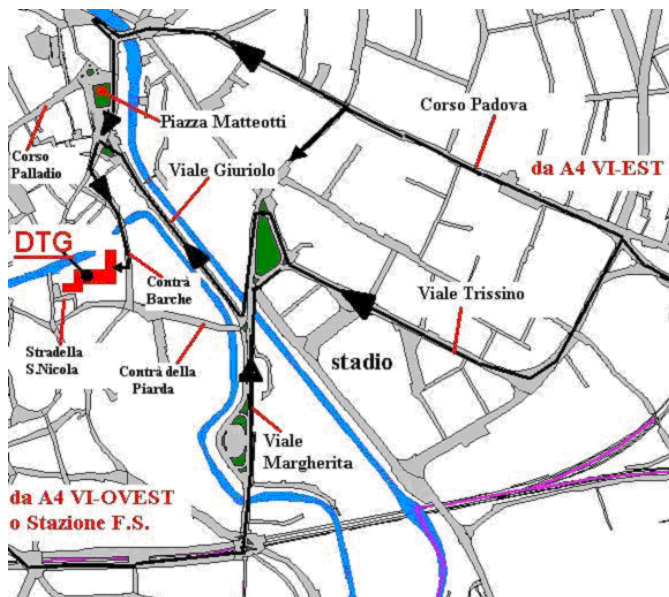 Corso Padova
Piazza Matteotti
Corso
Palladio
Viale Giuriolo
da A4 VI-EST
DTG
Contrà
Barche
Viale Trissino
Stradella
S.Nicola
Contrà della
Piarda
stadio
Viale
Margherita
da A4 VI-OVEST
o Stazione F.S.